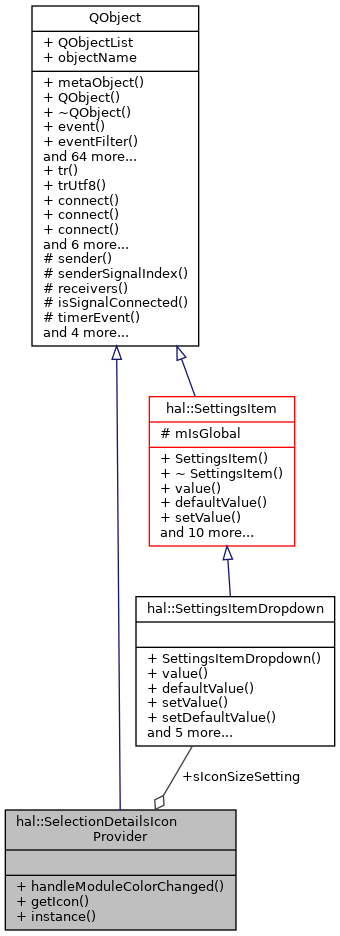 QObject
+ QObjectList
+ objectName
+ metaObject()
+ QObject()
+ ~QObject()
+ event()
+ eventFilter()
and 64 more...
+ tr()
+ trUtf8()
+ connect()
+ connect()
+ connect()
and 6 more...
# sender()
# senderSignalIndex()
# receivers()
# isSignalConnected()
# timerEvent()
and 4 more...
hal::SettingsItem
# mIsGlobal
+ SettingsItem()
+ ~ SettingsItem()
+ value()
+ defaultValue()
+ setValue()
and 10 more...
hal::SettingsItemDropdown
+ SettingsItemDropdown()
+ value()
+ defaultValue()
+ setValue()
+ setDefaultValue()
and 5 more...
+sIconSizeSetting
hal::SelectionDetailsIcon
Provider
+ handleModuleColorChanged()
+ getIcon()
+ instance()